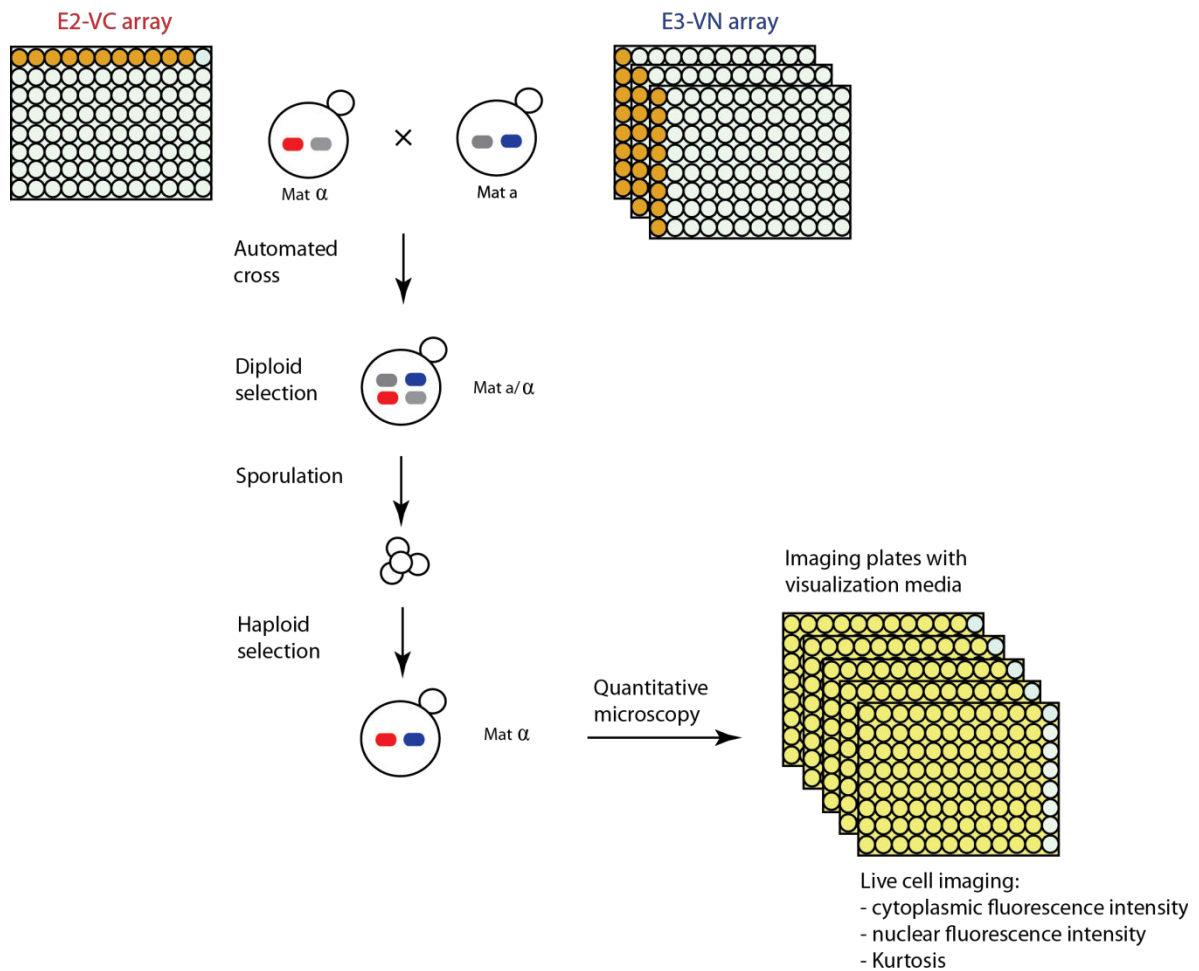 E2-VC array
E3-VN array
×
Mat α
Mat a
Automated
cross
Diploid
selection
Mat a/α
Sporulation
Haploid
selection
Mat α
Quantitative
microscopy
Imaging plates with
visualization media
Live cell imaging:
- cytoplasmic fluorescence intensity
- nuclear fluorescence intensity
- Kurtosis